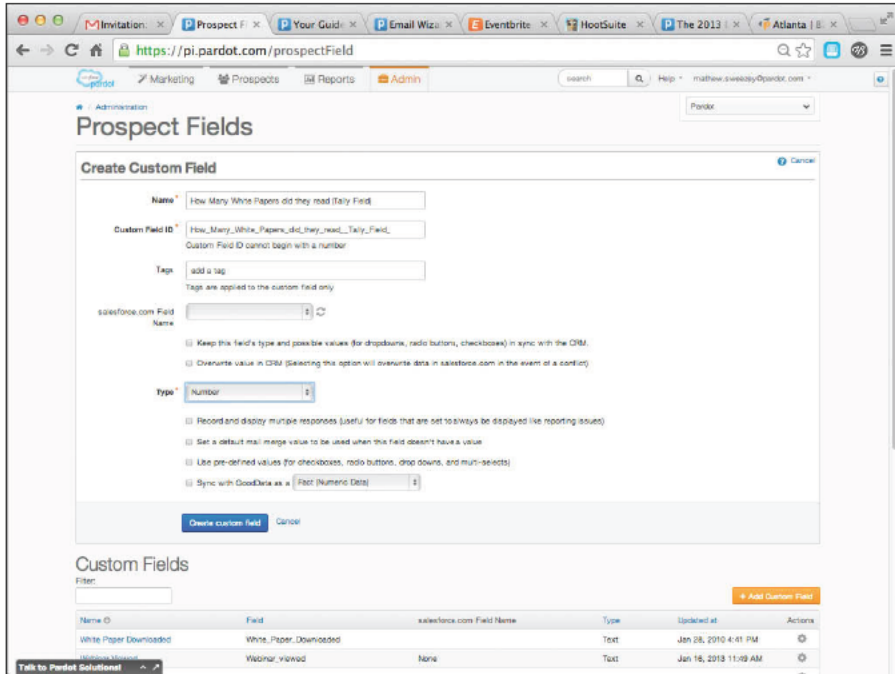 Invitation:
Prospect F
Your Guide
Email Wiza
Eventbrite
HootSuite
The 2013
Atlanta | 8
https://pi.pardot.com/prospectField
pardot
Marketing
Prospects
Reports
Admin
search
Help
mathew.sweezey@pardot.com
Administration
Pardot
Prospect Fields
Create Custom Field
Cancel
Name *
How Many White Papers did they read (Tally Field)
Custom Field ID *
How_Many_White_Papers_did_they_read__Tally_Field_
Custom Field ID cannot begin with a number
Tags
add a tag
Tags are applied to the custom field only
salesforce.com Field
Name
Keep this field's type and possible values (for dropdowns, radio buttons, checkboxes) in sync with the CRM.
Overwrite value in CRM (Selecting this option will overwrite data in salesforce.com in the event of a conflict)
Type *
Number
Record and display multiple responses (useful for fields that are set to always be displayed like reporting issues)
Set a default mail merge value to be used when this field doesn't have a value
Use pre-defined values (for checkboxes, radio buttons, drop downs, and multi-selects)
Sync with GoodData as a Fact (Numeric Data)
Create custom field Cancel
Custom Fields
Filter:
+ Add Custom Field
Name Field salesforce.com Field Name Type Updated at Actions
White Paper Downloaded White_Paper_Downloaded Text Jan 28, 2010 4:41 PM
Webinar Viewed Webinar_viewed None Text Jan 16, 2013 11:49 AM
Talk to Pardot Solutions!